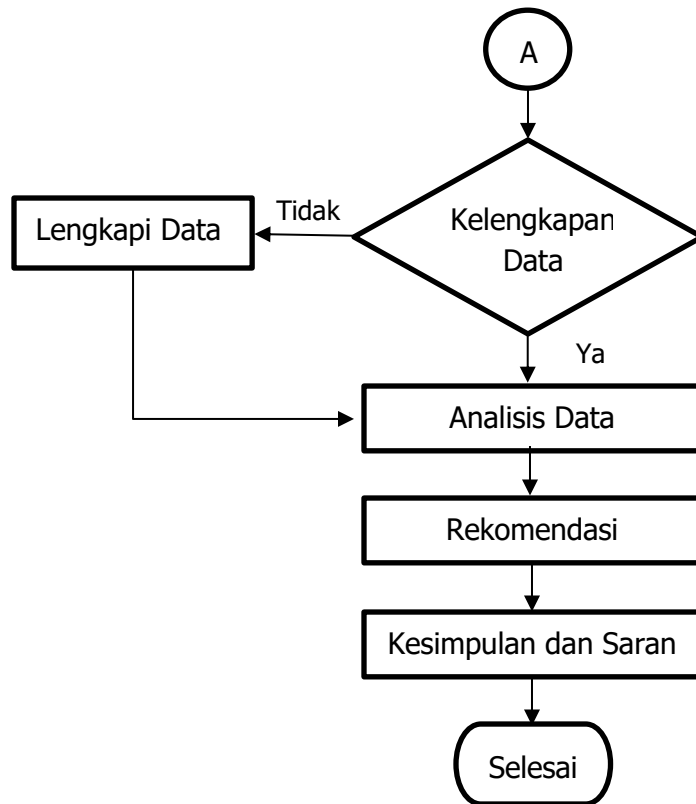 A
Kelengkapan
Data
Tidak
Lengkapi Data
Ya
Analisis Data
Rekomendasi
Kesimpulan dan Saran
Selesai